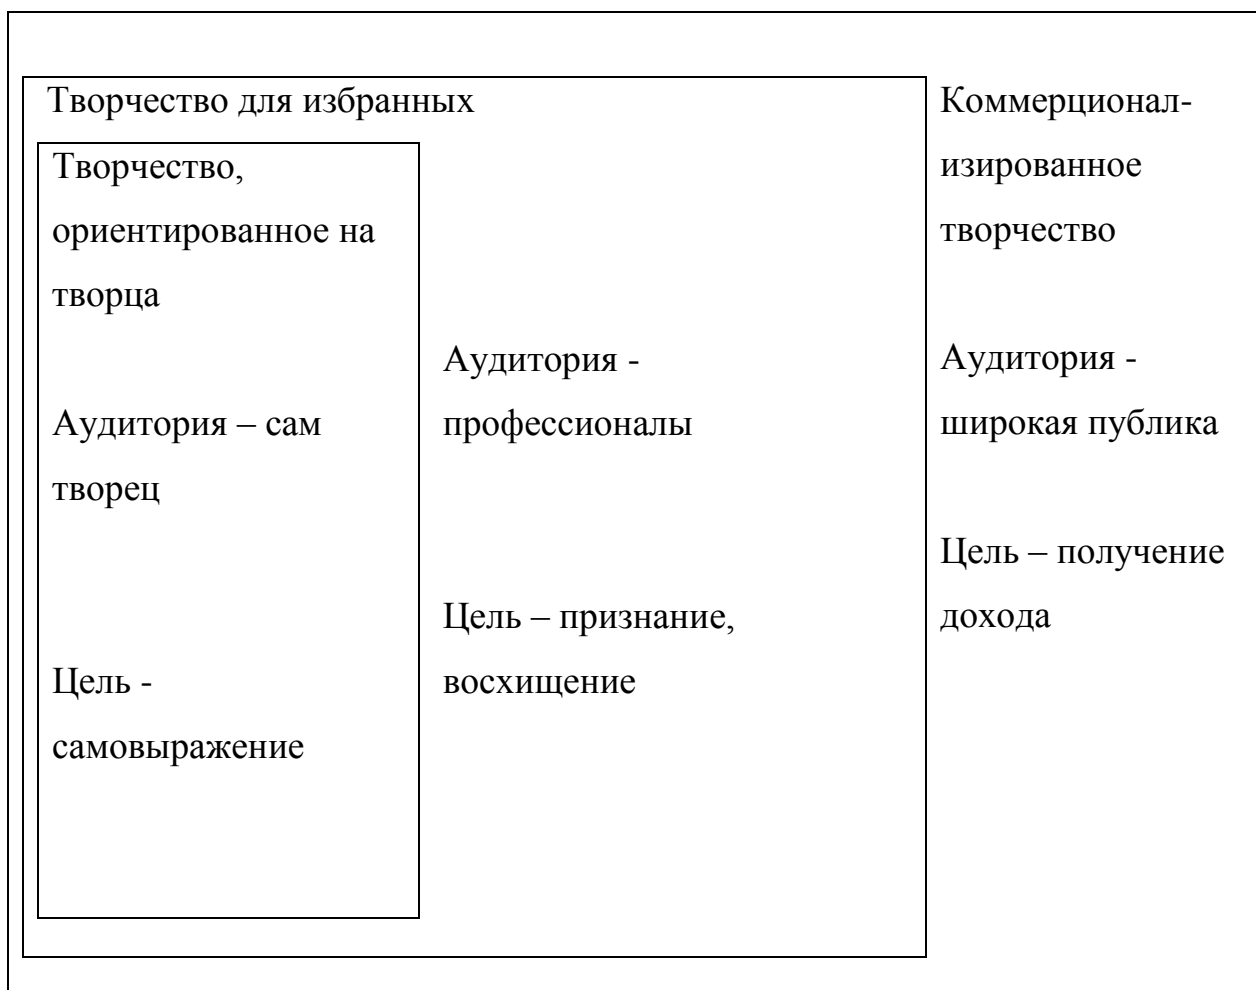 Творчество для избранных
Творчество,
ориентированное на
творца
Аудитория – сам
творец
Цель -
самовыражение
Аудитория -
профессионалы
Цель – признание,
восхищение
Коммерционал-
изированное
творчество
Аудитория -
широкая публика
Цель – получение
дохода